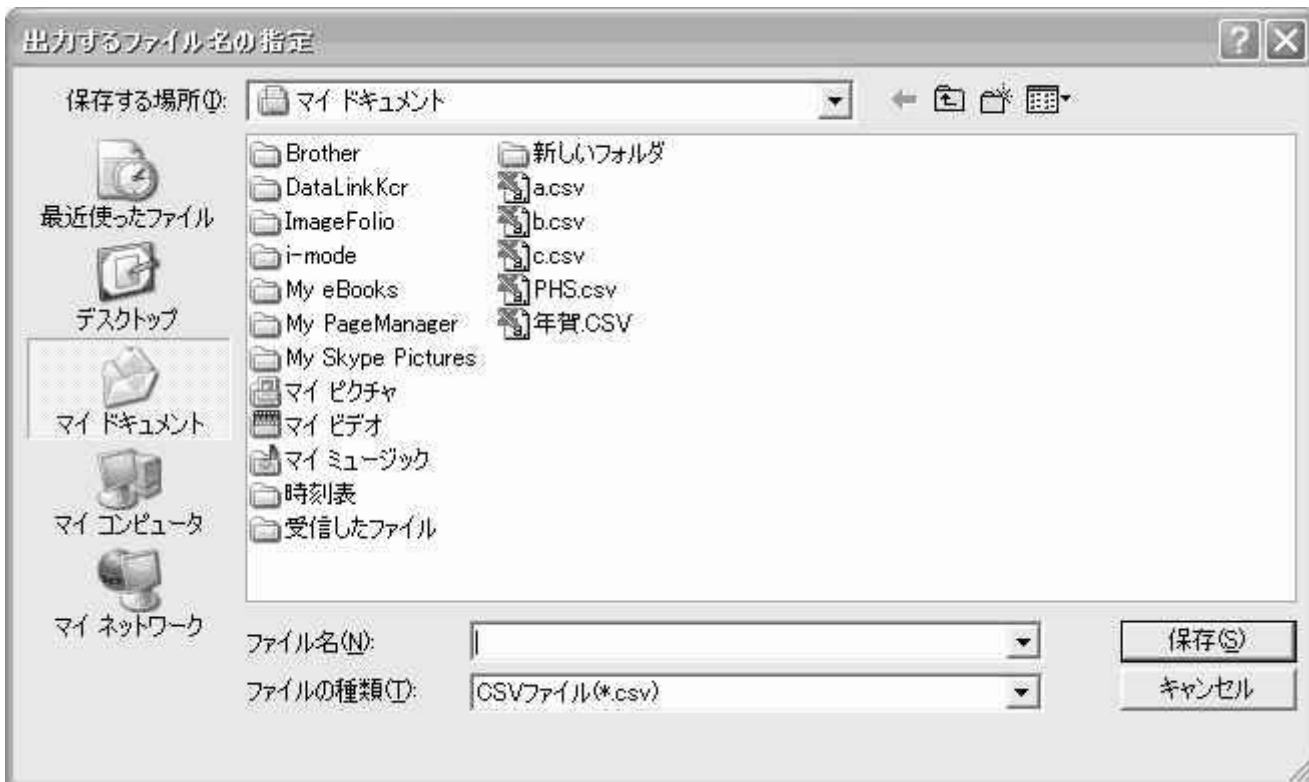 出力するファイル名の指定
保存する場所(I):
マイ ドキュメント
最近使ったファイル
デスクトップ
マイ ドキュメント
マイ コンピュータ
マイ ネットワーク
Brother
DataLinkKcr
ImageFolio
i-mode
My eBooks
My PageManager
My Skype Pictures
マイ ピクチャ
マイ ビデオ
マイ ミュージック
時刻表
受信したファイル
新しいフォルダ
a.csv
b.csv
c.csv
PHS.csv
年賀.CSV
ファイル名(N):
保存(S)
ファイルの種類(T):
CSVファイル(*.csv)
キャンセル